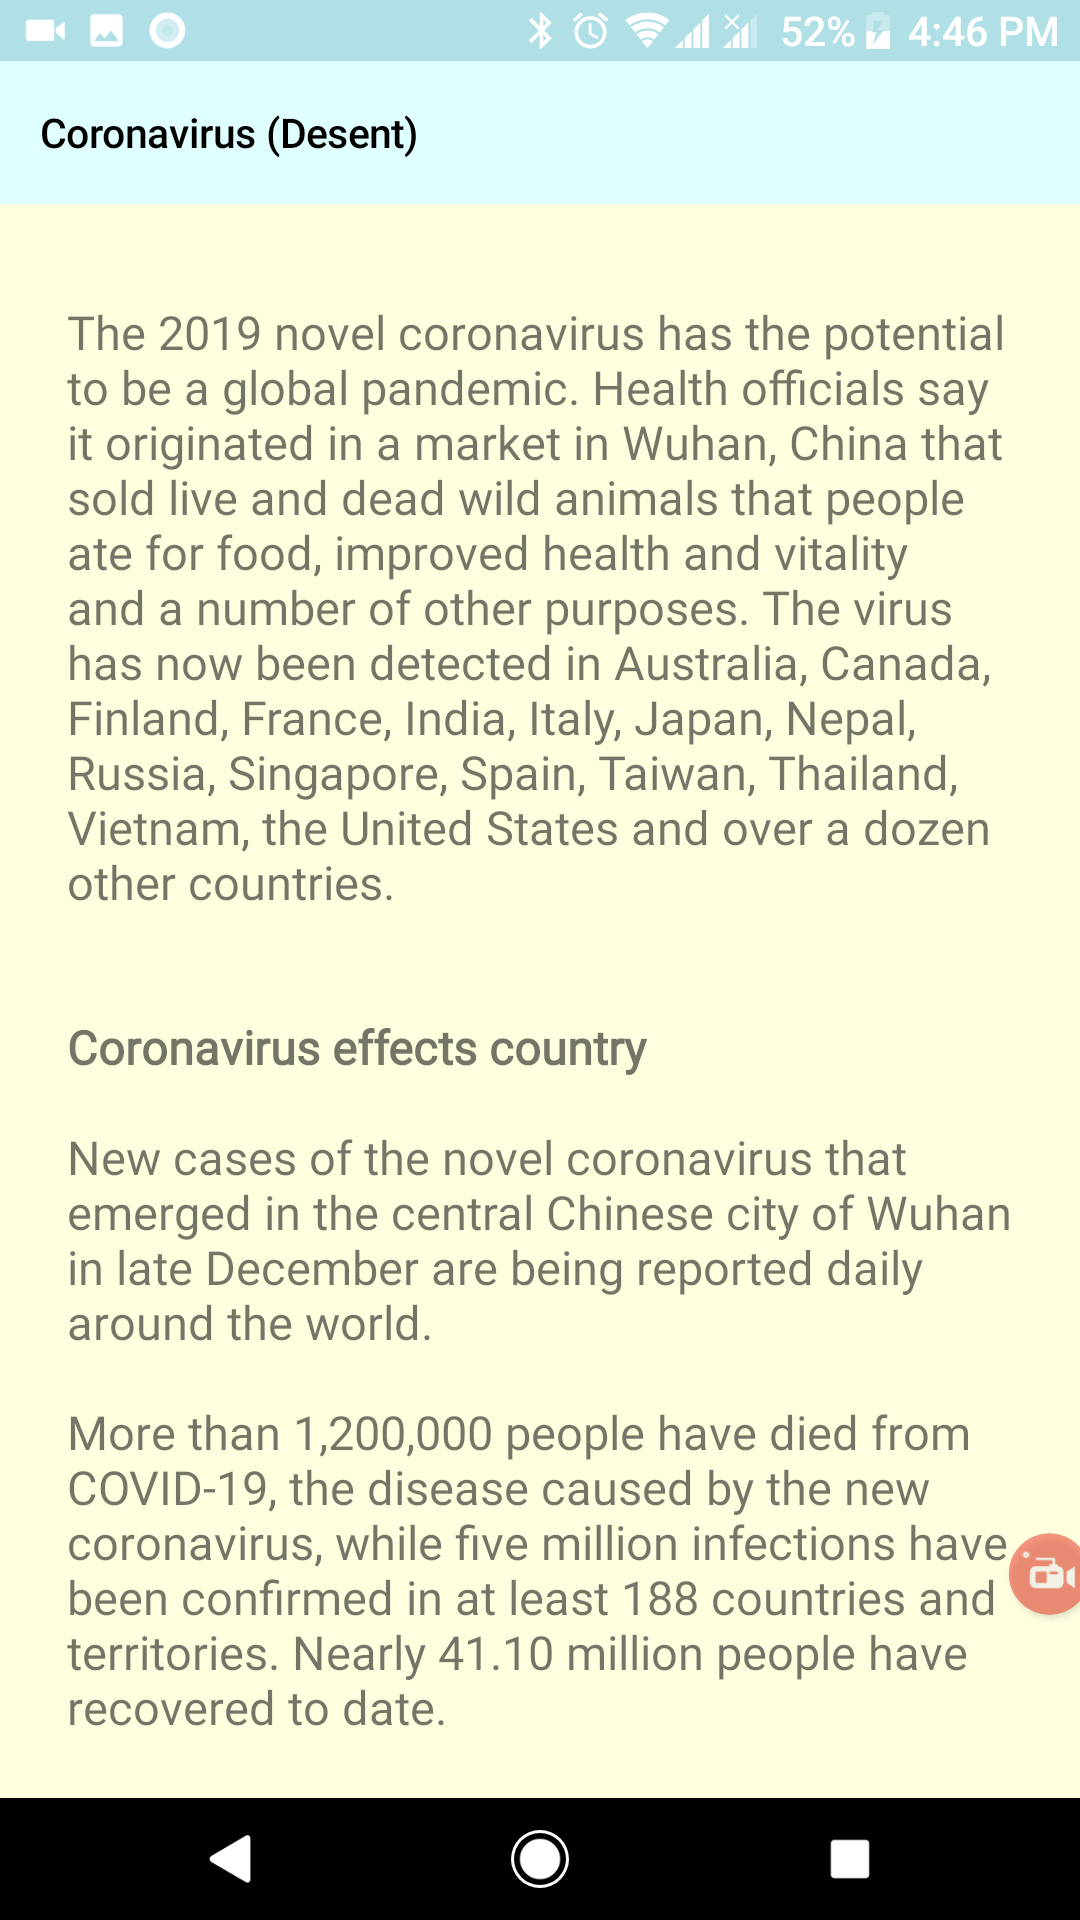 52% 4:46 PM
Coronavirus (Desent)
The 2019 novel coronavirus has the potential
to be a global pandemic. Health officials say
it originated in a market in Wuhan, China that
sold live and dead wild animals that people
ate for food, improved health and vitality
and a number of other purposes. The virus
has now been detected in Australia, Canada,
Finland, France, India, Italy, Japan, Nepal,
Russia, Singapore, Spain, Taiwan, Thailand,
Vietnam, the United States and over a dozen
other countries.
Coronavirus effects country
New cases of the novel coronavirus that
emerged in the central Chinese city of Wuhan
in late December are being reported daily
around the world.
More than 1,200,000 people have died from
COVID-19, the disease caused by the new
coronavirus, while five million infections have
been confirmed in at least 188 countries and
territories. Nearly 41.10 million people have
recovered to date.